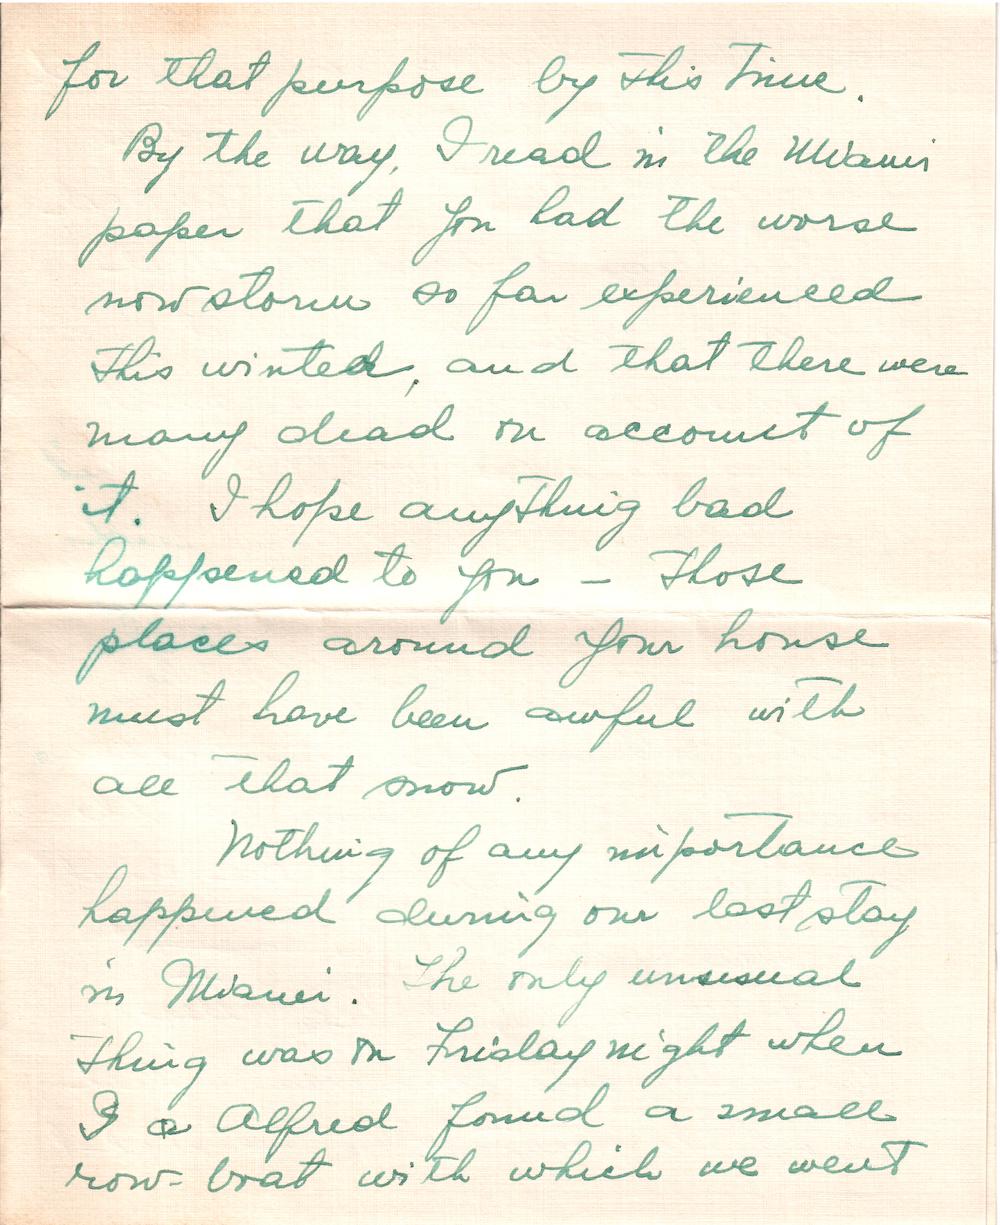 for that purpose by this time.
By the way, I read in the Miami
paper that you had the worse
snowstorm so far experienced
this winted, and that there were
many dead on account of
it. I hope anything bad
happened to you – Those
places around your house
must have been awful with
all that snow.
Nothing of any importance
happened during our last stay
in Miami. The only unusual
thing was on Friday night when
I a Alfred found a small
row-boat with which we went